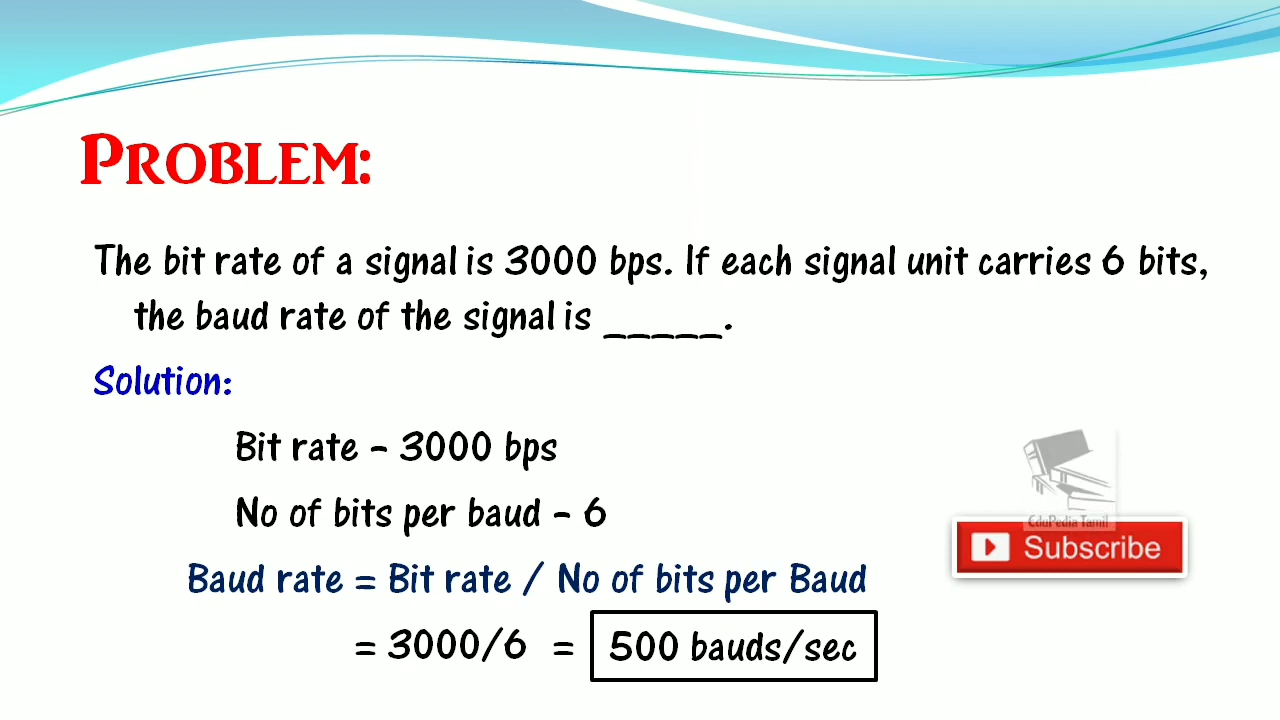 PROBLEM:
The bit rate of a signal is 3000 bps. If each signal unit carries 6 bits,
the baud rate of the signal is _____.
Solution:
Bit rate – 3000 bps
No of bits per baud – 6
EduPedia Tamil
Subscribe
Baud rate = Bit rate / No of bits per Baud
= 3000/6 = 500 bauds/sec